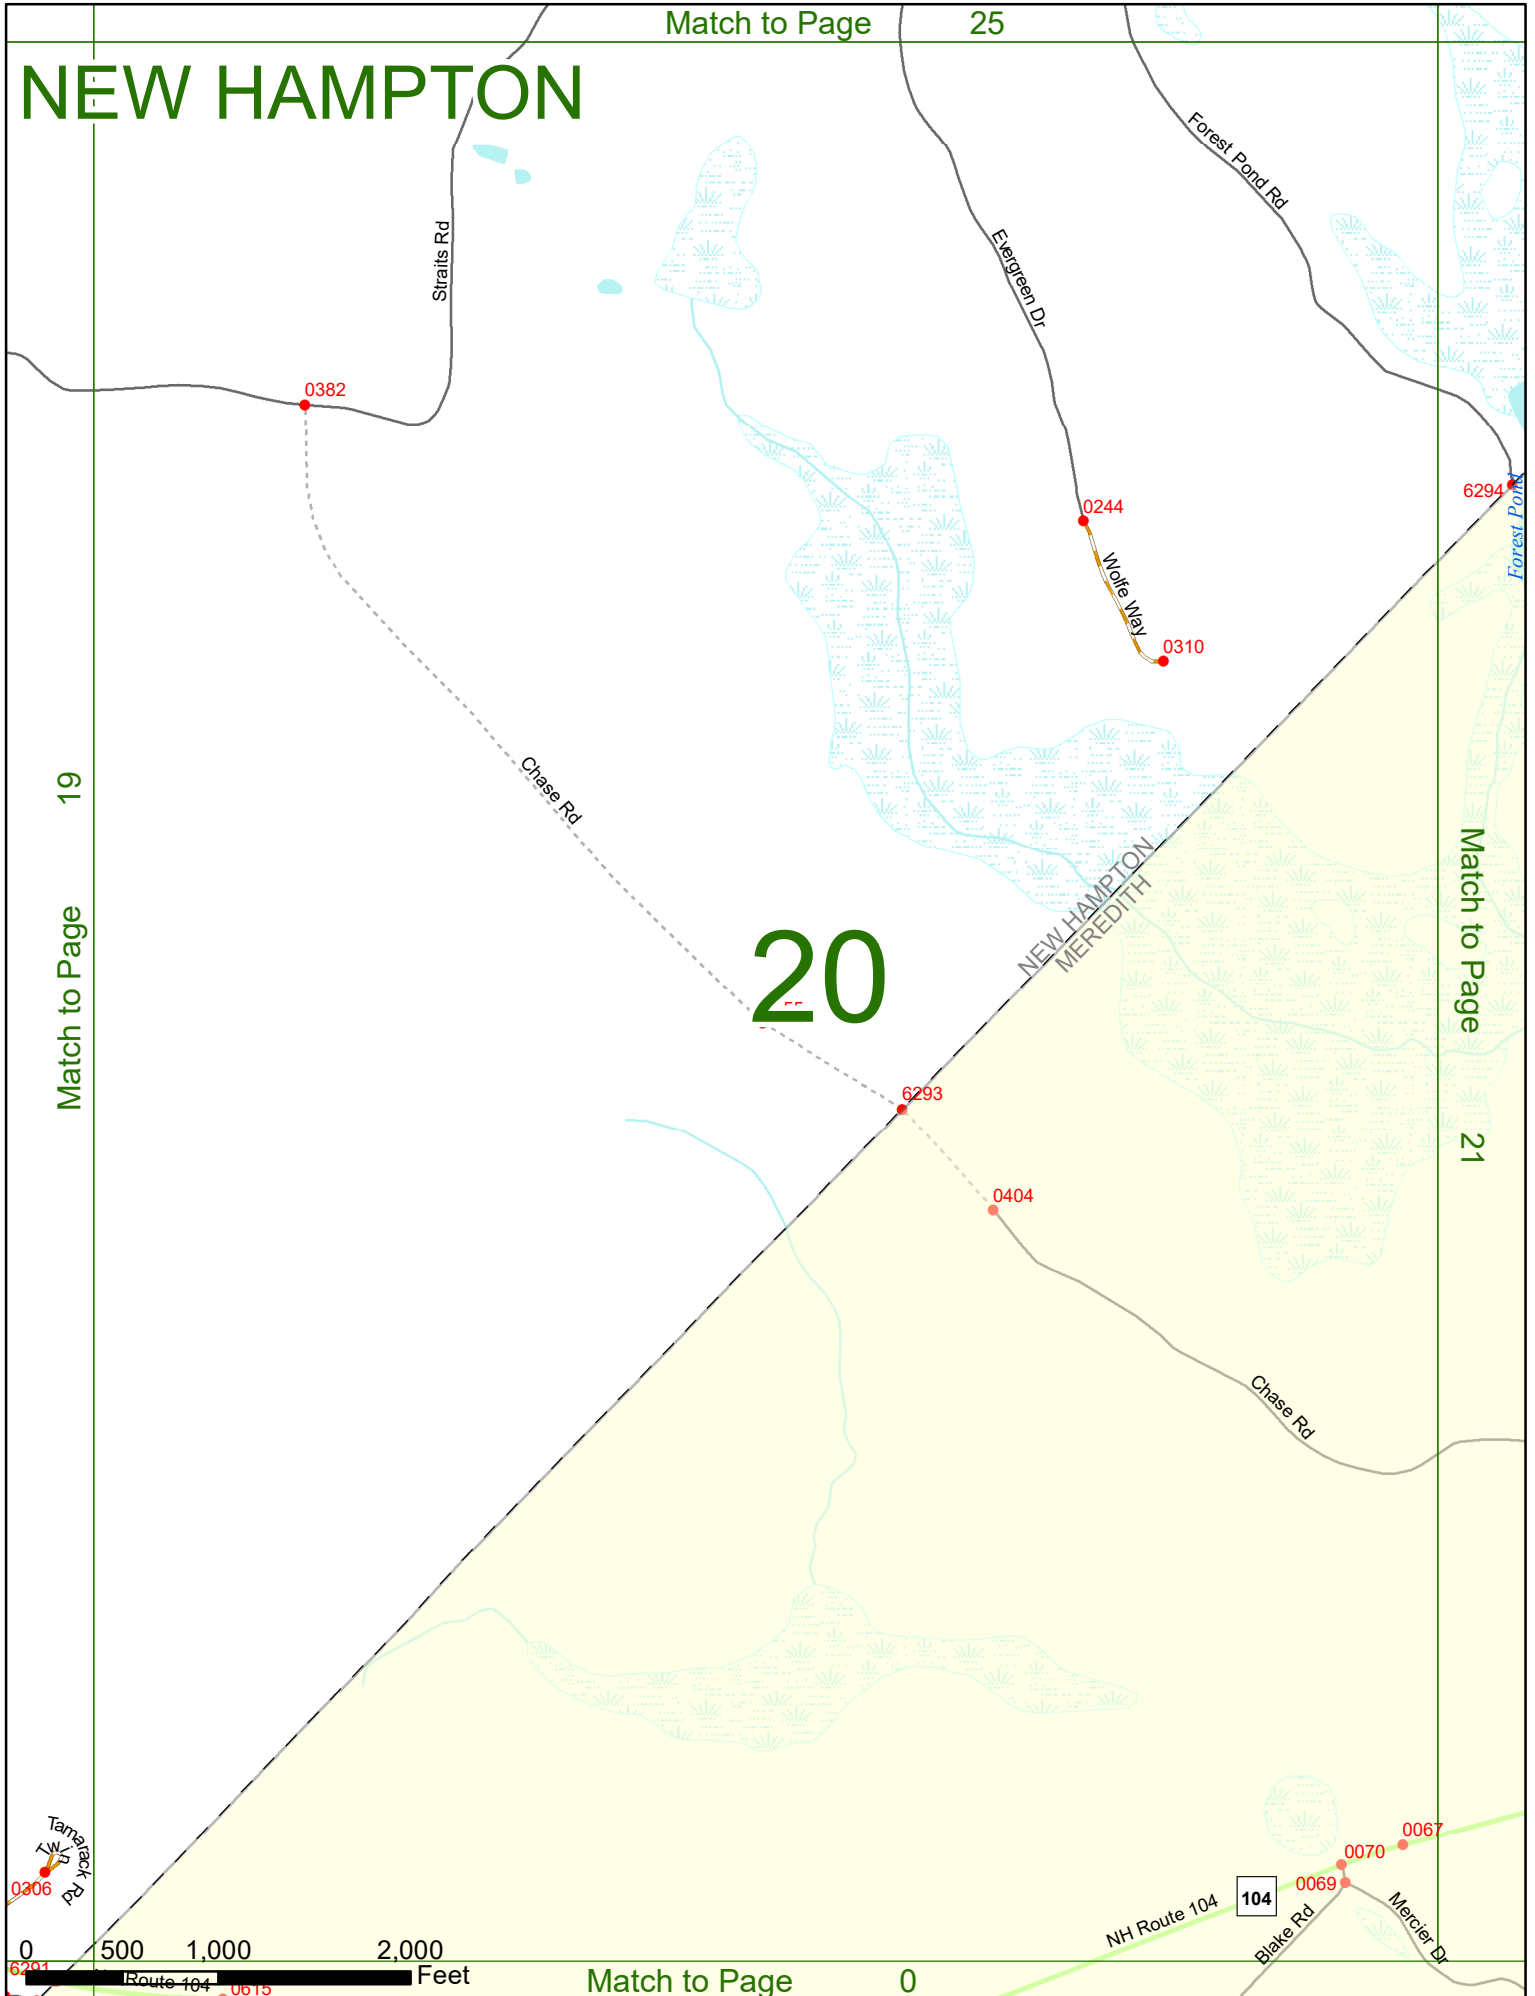 Match to Page 25
NEW HAMPTON
Forest Pond Rd
Straits Rd
Evergreen Dr
0382
6294
Forest Pond
0244
Wolfe Way
0310
Chase Rd
Match to Page 19
Match to Page 21
NEW HAMPTON
MEREDITH
20
6293
0404
Chase Rd
Twin Tamarack Rd
0306
0067
0070
0069
104
NH Route 104
Blake Rd
Mercier Dr
0 500 1,000 2,000
Feet
6291
Route 104
0615
Match to Page 0